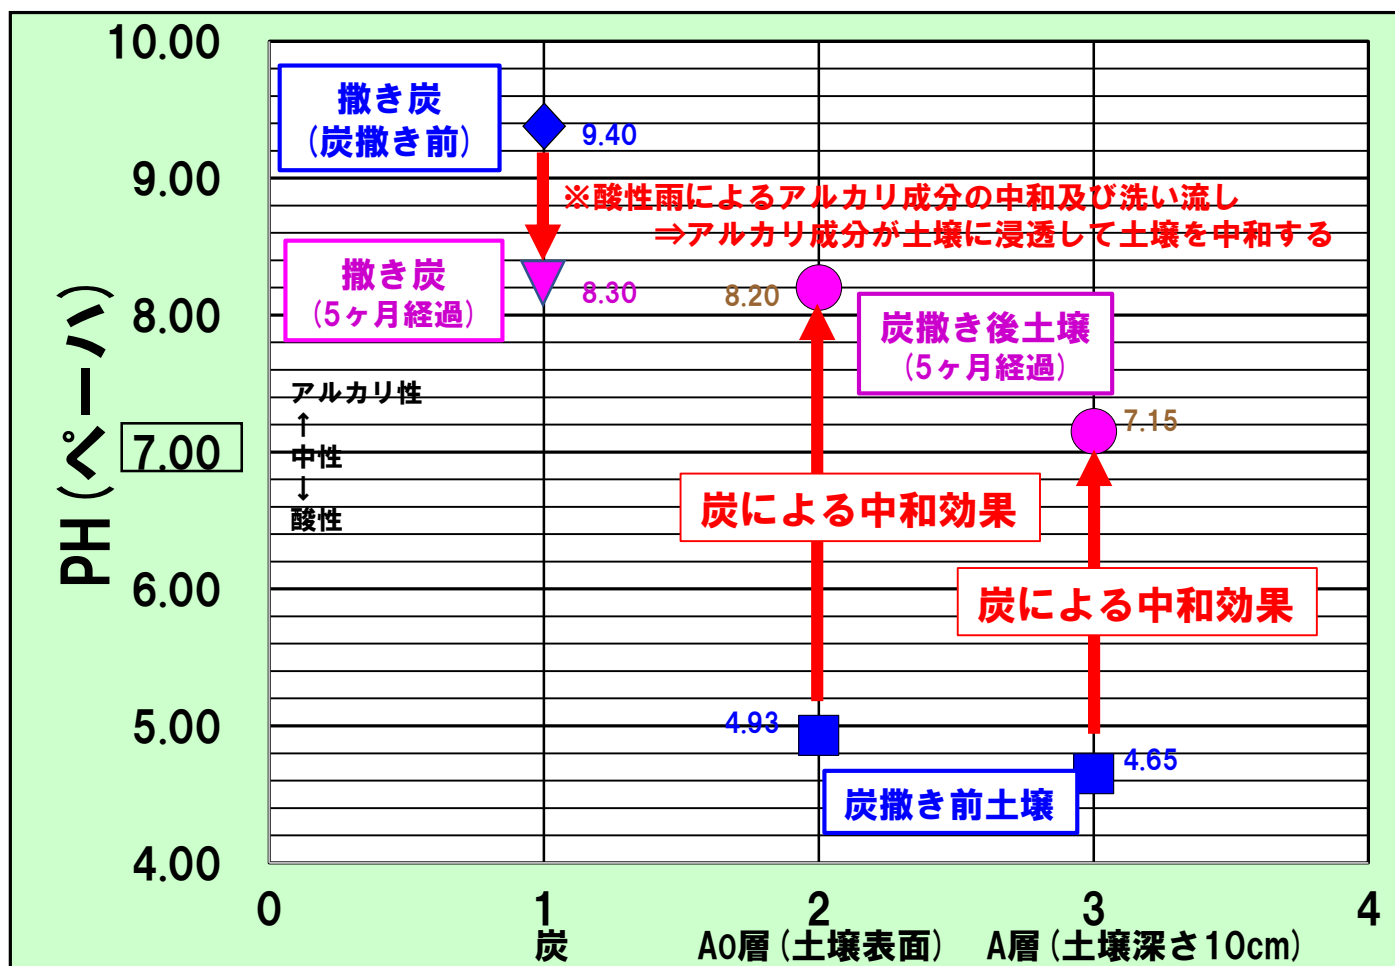 10.00
9.00
8.00
7.00
6.00
5.00
4.00
PH(ペーハ)
撒き炭
(炭撒き前)
9.40
※酸性雨によるアルカリ成分の中和及び洗い流し
⇒アルカリ成分が土壌に浸透して土壌を中和する
撒き炭
(5ヶ月経過)
8.30
8.20
炭撒き後土壌
(5ヶ月経過)
アルカリ性
↑
中性
↓
酸性
7.15
炭による中和効果
炭による中和効果
4.93
4.65
炭撒き前土壌
0 1 2 3 4
炭 A0層(土壌表面) A層(土壌深さ10cm)